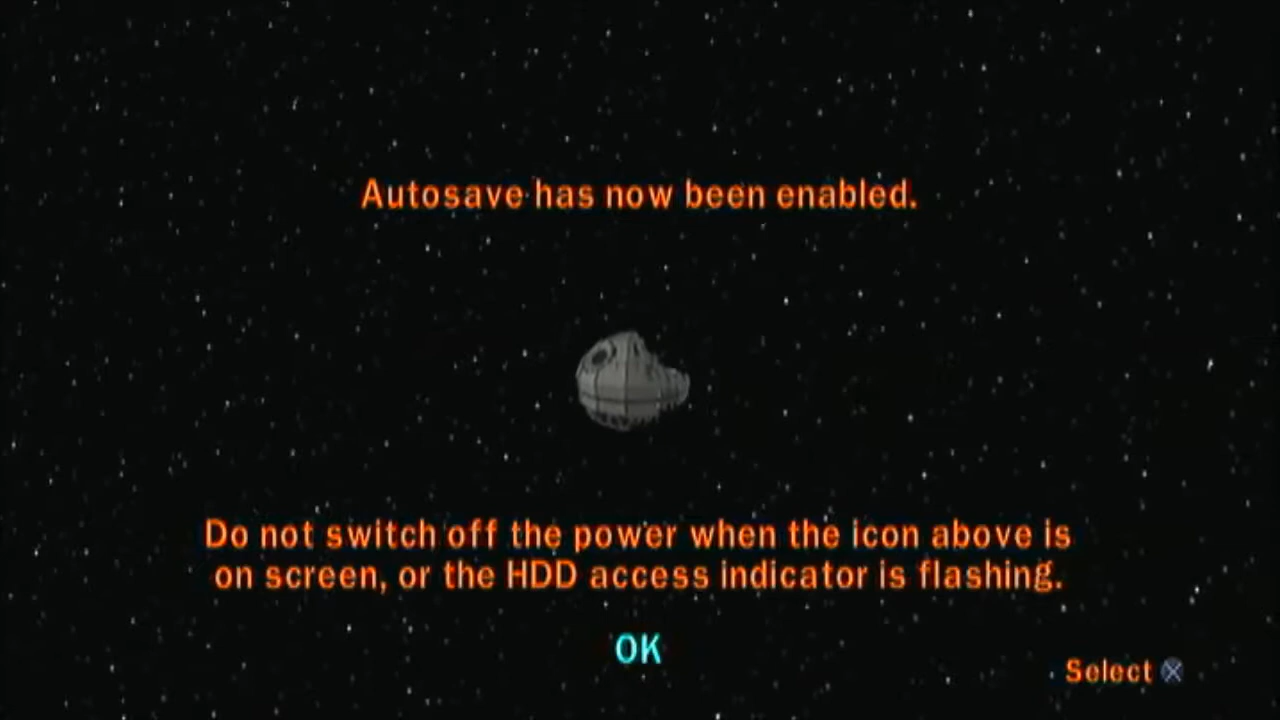 Autosave has now been enabled.
Do not switch off the power when the icon above is
on screen, or the HDD access indicator is flashing.
OK
Select